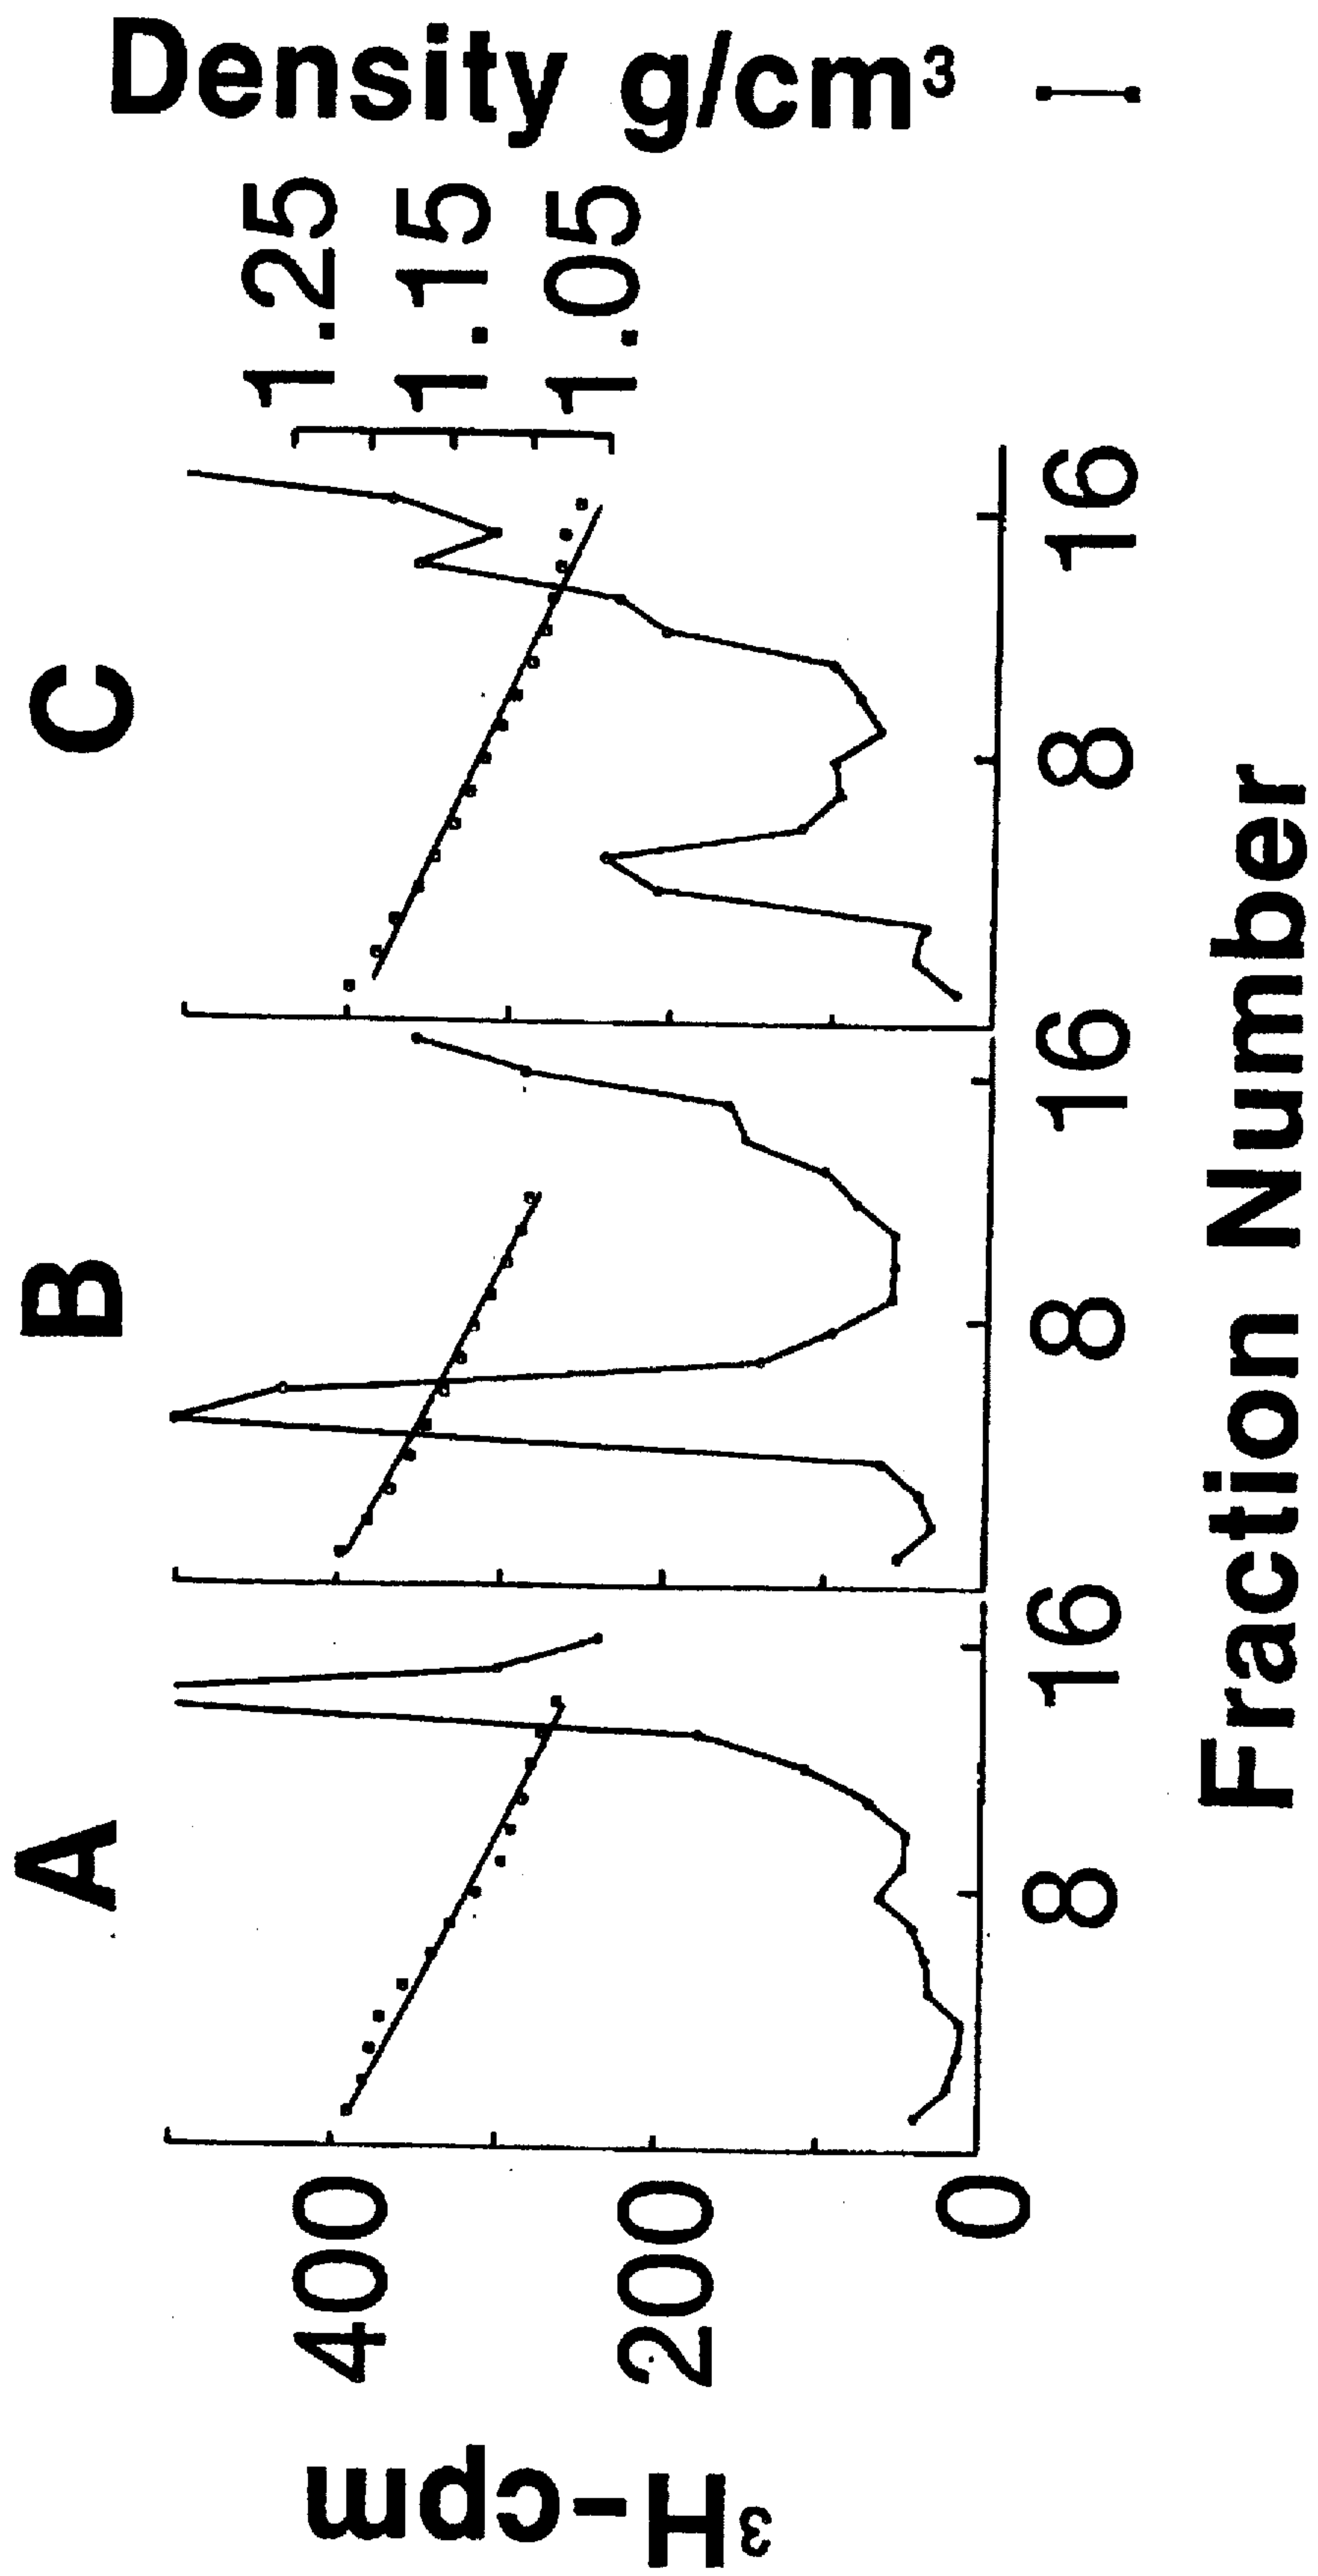 A B C
³H-cpm
400
200
0
8 16 8 16 8 16
Fraction Number
1.25
1.15
1.05
Density g/cm³